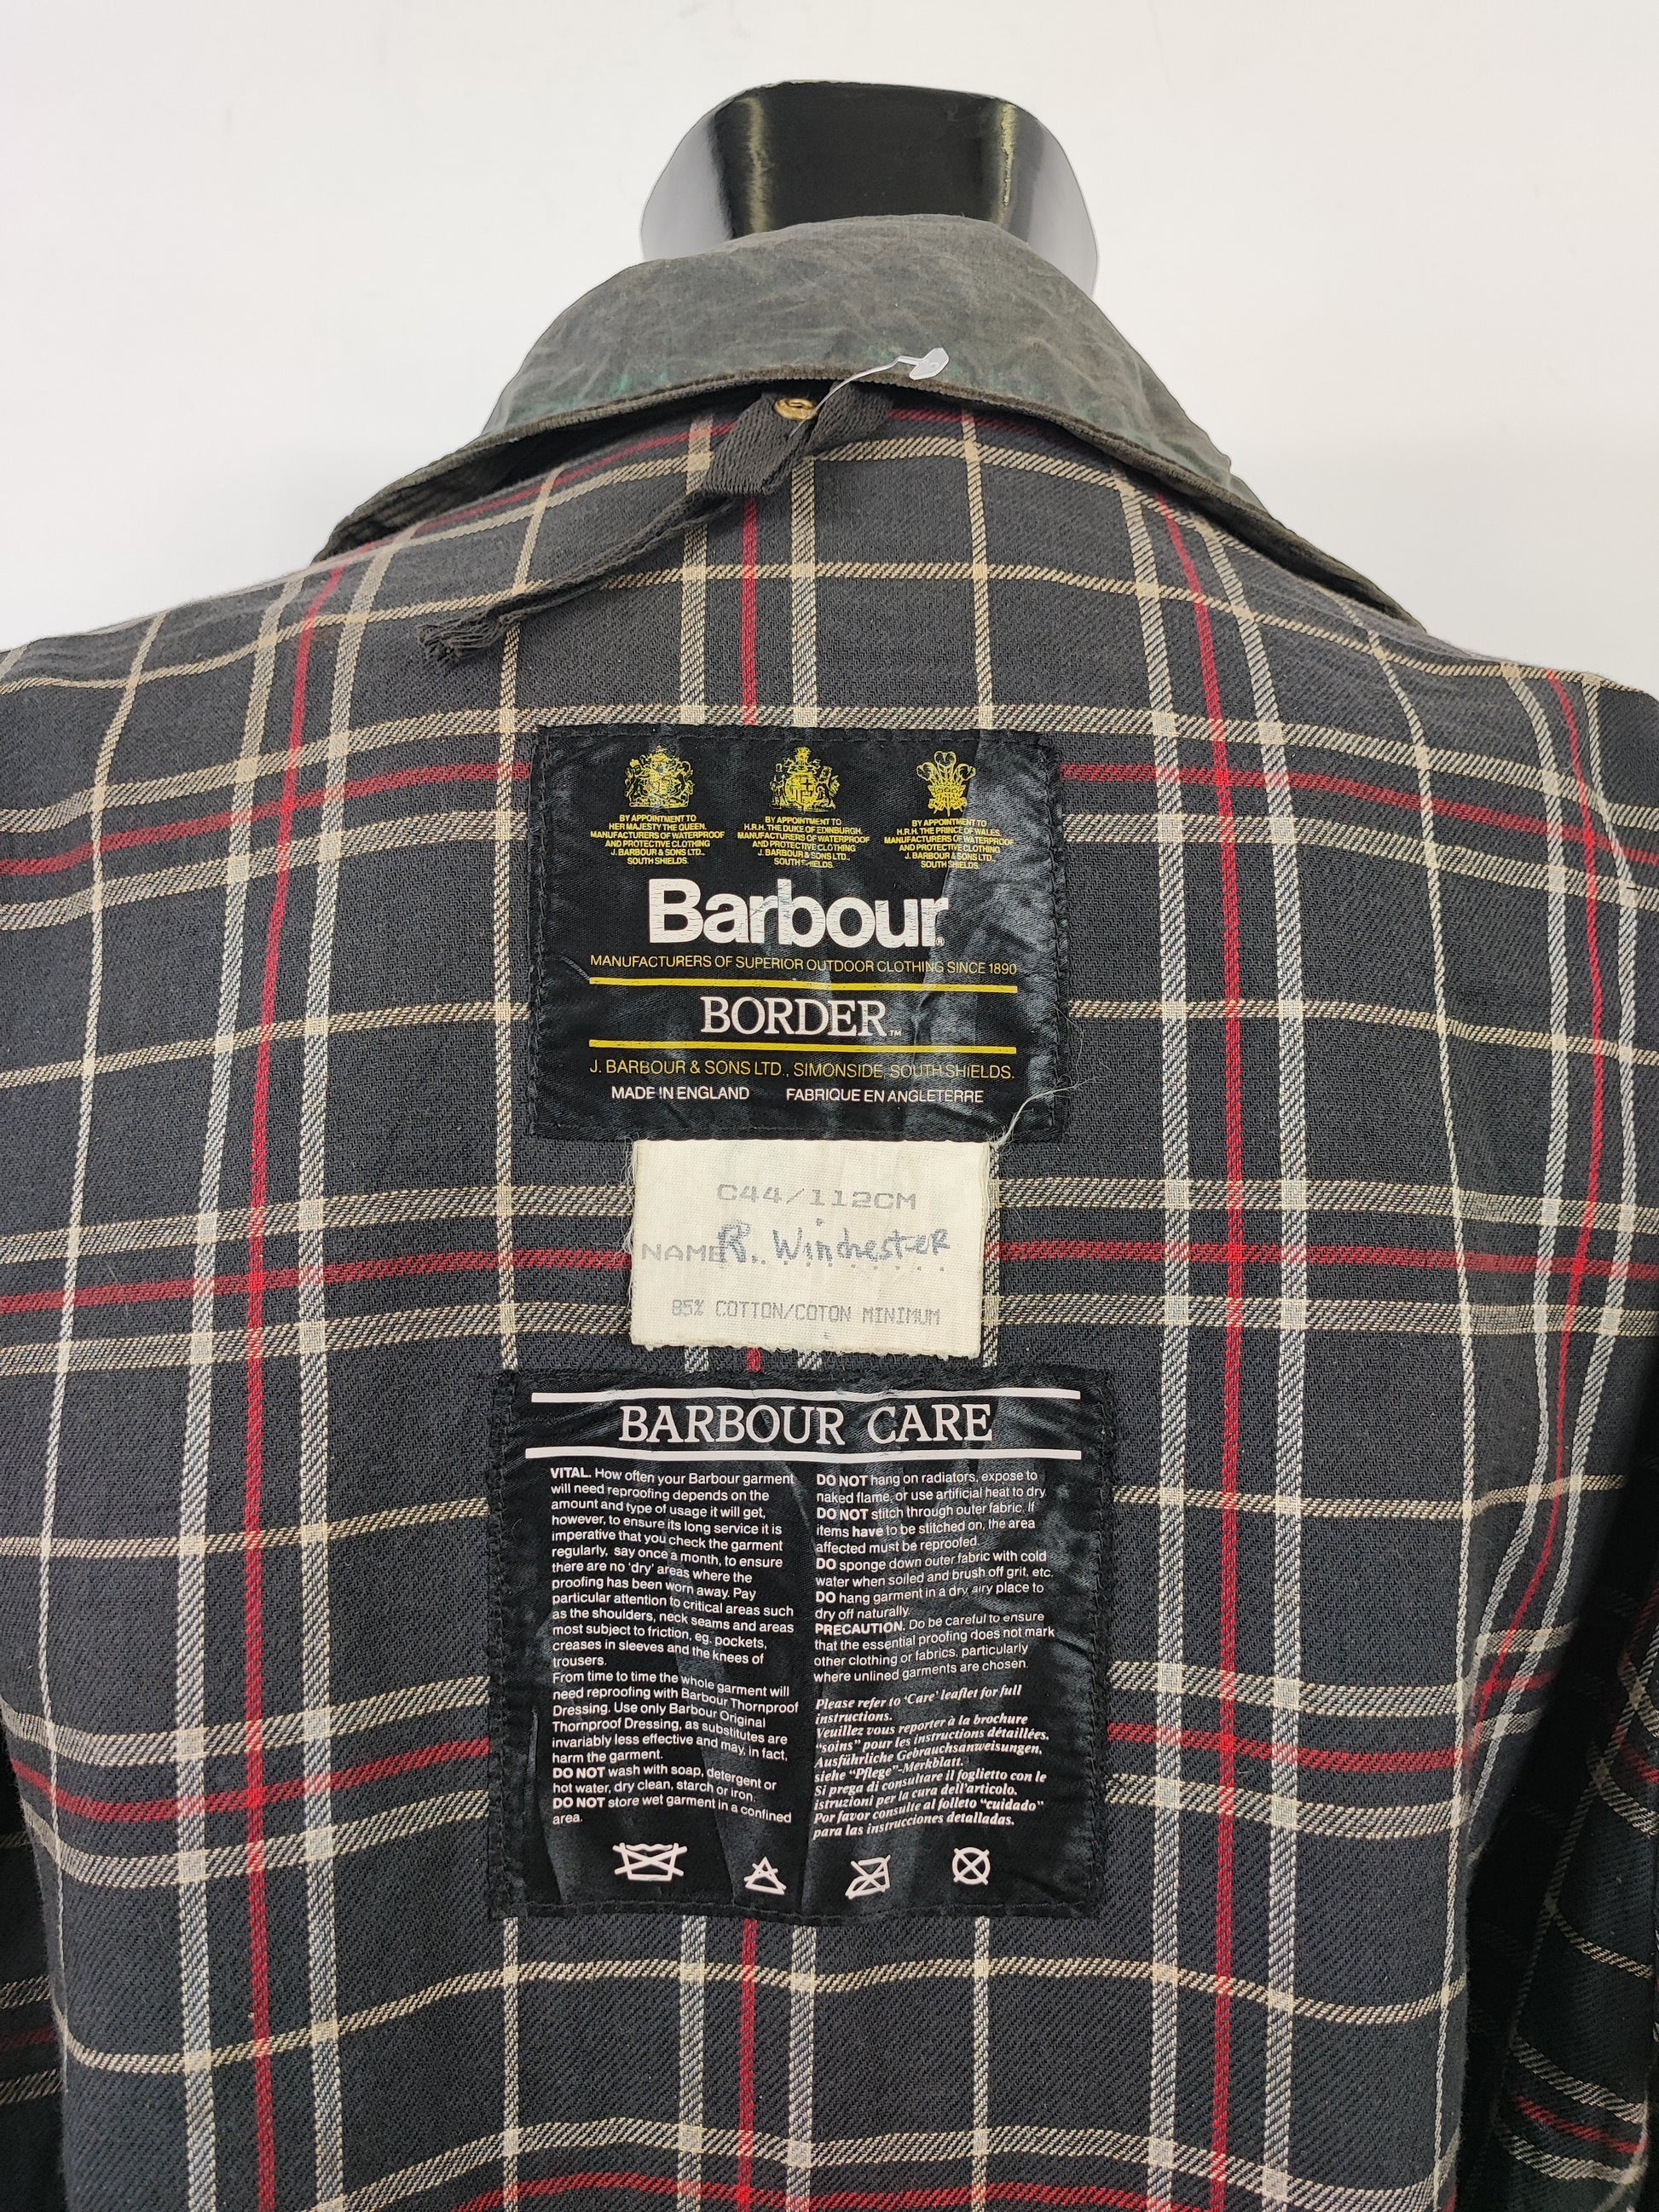 BY APPOINTMENT TO
HER MAJESTY THE QUEEN.
MANUFACTURERS OF WATERPROOF
AND PROTECTIVE CLOTHING
J. BARBOUR & SONS LTD.,
SOUTH SHIELDS.
BY APPOINTMENT TO
H.R.H. THE DUKE OF EDINBURGH.
MANUFACTURERS OF WATERPROOF
AND PROTECTIVE CLOTHING
J. BARBOUR & SONS LTD.,
SOUTH SHIELDS.
BY APPOINTMENT TO
H.R.H. THE PRINCE OF WALES.
MANUFACTURERS OF WATERPROOF
AND PROTECTIVE CLOTHING
J. BARBOUR & SONS LTD.,
SOUTH SHIELDS.
Barbour®
MANUFACTURERS OF SUPERIOR OUTDOOR CLOTHING SINCE 1890
BORDER™
J. BARBOUR & SONS LTD., SIMONSIDE, SOUTH SHIELDS.
MADE IN ENGLAND FABRIQUE EN ANGLETERRE
C44/112CM
NAME R. Winchester
85% COTTON/COTON MINIMUM
BARBOUR CARE
VITAL. How often your Barbour garment
will need reproofing depends on the
amount and type of usage it will get,
however, to ensure its long service it is
imperative that you check the garment
regularly, say once a month, to ensure
there are no 'dry' areas where the
proofing has been worn away. Pay
particular attention to critical areas such
as the shoulders, neck seams and areas
most subject to friction, eg. pockets,
creases in sleeves and the knees of
trousers.
From time to time the whole garment will
need reproofing with Barbour Thornproof
Dressing. Use only Barbour Original
Thornproof Dressing, as substitutes are
invariably less effective and may, in fact,
harm the garment.
DO NOT wash with soap, detergent or
hot water, dry clean, starch or iron.
DO NOT store wet garment in a confined
area.
DO NOT hang on radiators, expose to
naked flame, or use artificial heat to dry.
DO NOT stitch through outer fabric. If
items have to be stitched on, the area
affected must be reproofed.
DO sponge down outer fabric with cold
water when soiled and brush off grit, etc.
DO hang garment in a dry, airy place to
dry off naturally.
PRECAUTION. Do be careful to ensure
that the essential proofing does not mark
other clothing or fabrics, particularly
where unlined garments are chosen.
Please refer to 'Care' leaflet for full
instructions.
Veuillez vous reporter à la brochure
"soins" pour les instructions détaillées.
Ausführliche Gebrauchsanweisungen,
siehe "Pflege"-Merkblatt.
Si prega di consultare il foglietto con le
istruzioni per la cura dell'articolo.
Por favor consulte al folleto "cuidado"
para las instrucciones detalladas.